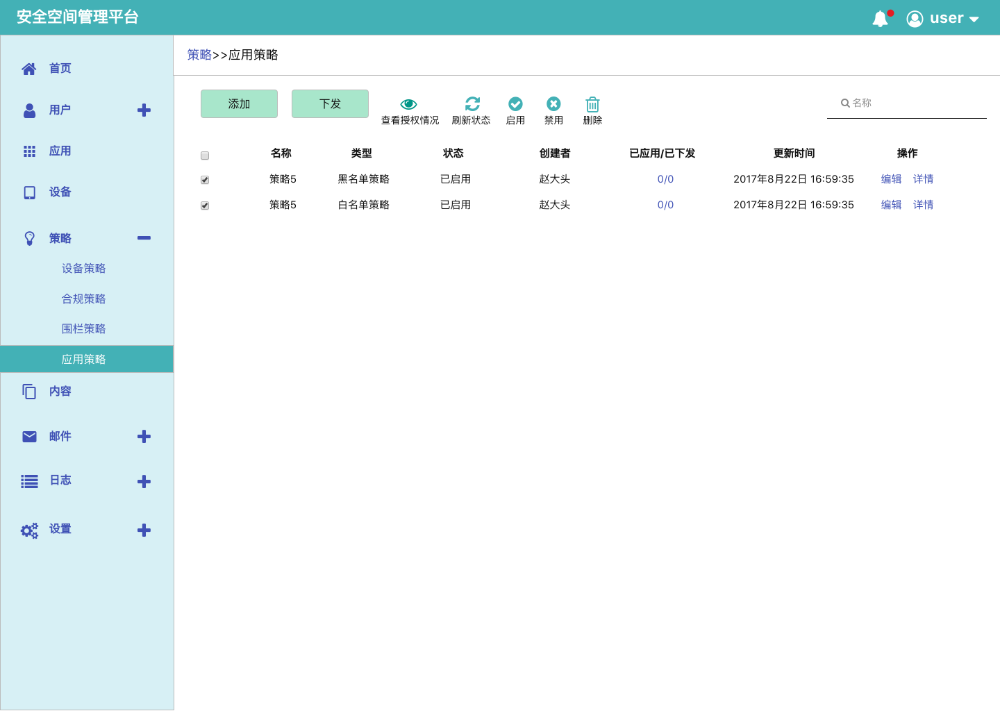 安全空间管理平台
user
首页
用户
应用
设备
策略
设备策略
合规策略
围栏策略
应用策略
内容
邮件
日志
设置
策略>>应用策略
添加
下发
查看授权情况
刷新状态
启用
禁用
删除
名称
名称 类型 状态 创建者 已应用/已下发 更新时间 操作
策略5 黑名单策略 已启用 赵大头 0/0 2017年8月22日 16:59:35 编辑 详情
策略5 白名单策略 已启用 赵大头 0/0 2017年8月22日 16:59:35 编辑 详情